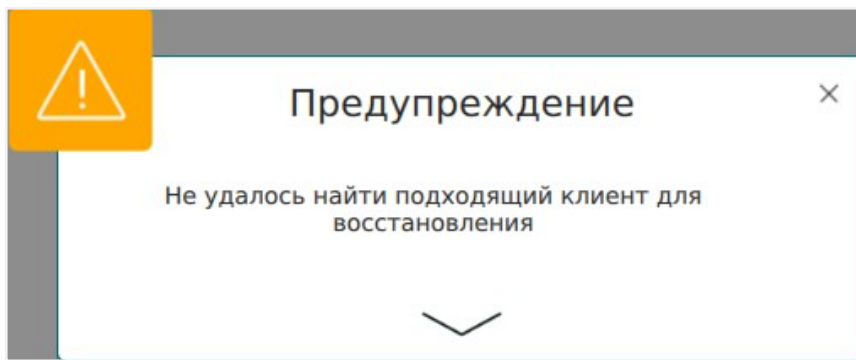 Предупреждение
Не удалось найти подходящий клиент для
восстановления